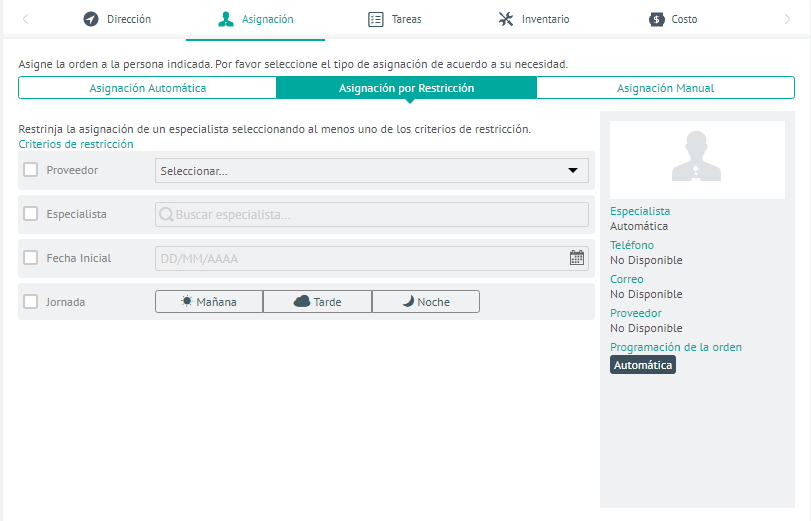 Dirección
Asignación
Tareas
Inventario
Costo
Asigne la orden a la persona indicada. Por favor seleccione el tipo de asignación de acuerdo a su necesidad.
Asignación Automática
Asignación por Restricción
Asignación Manual
Restrinja la asignación de un especialista seleccionando al menos uno de los criterios de restricción.
Criterios de restricción
Proveedor
Seleccionar...
Especialista
Buscar especialista...
Fecha Inicial
DD/MM/AAAA
Jornada
Mañana
Tarde
Noche
Especialista
Automática
Teléfono
No Disponible
Correo
No Disponible
Proveedor
No Disponible
Programación de la orden
Automática